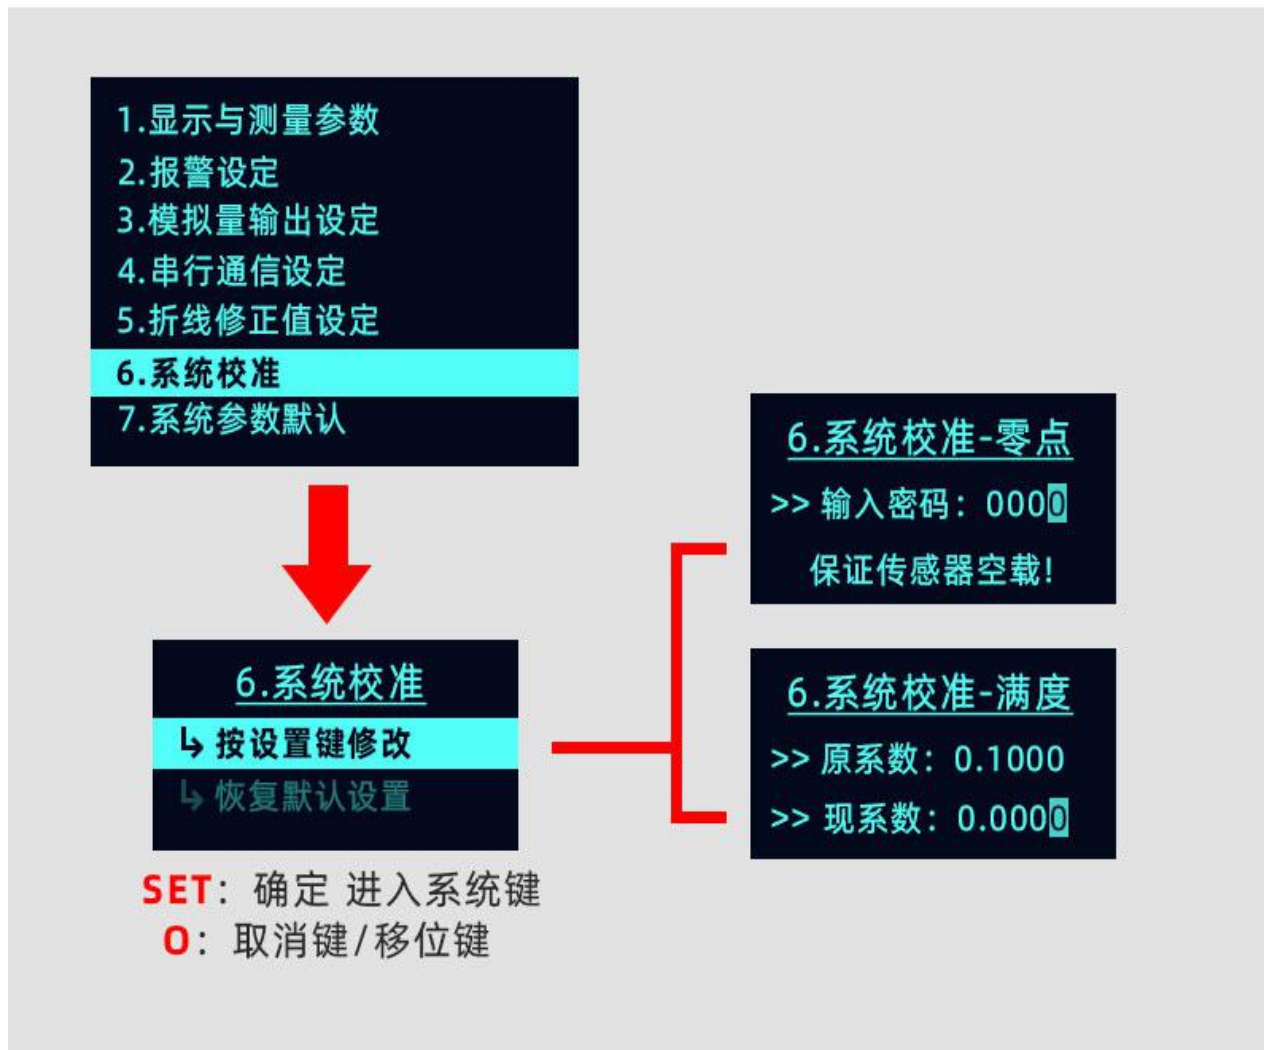 1.显示与测量参数
2.报警设定
3.模拟量输出设定
4.串行通信设定
5.折线修正值设定
6.系统校准
7.系统参数默认
6.系统校准
↳ 按设置键修改
↳ 恢复默认设置
SET：确定 进入系统键
O：取消键/移位键
6.系统校准-零点
>> 输入密码：0000
保证传感器空载!
6.系统校准-满度
>> 原系数：0.1000
>> 现系数：0.0000